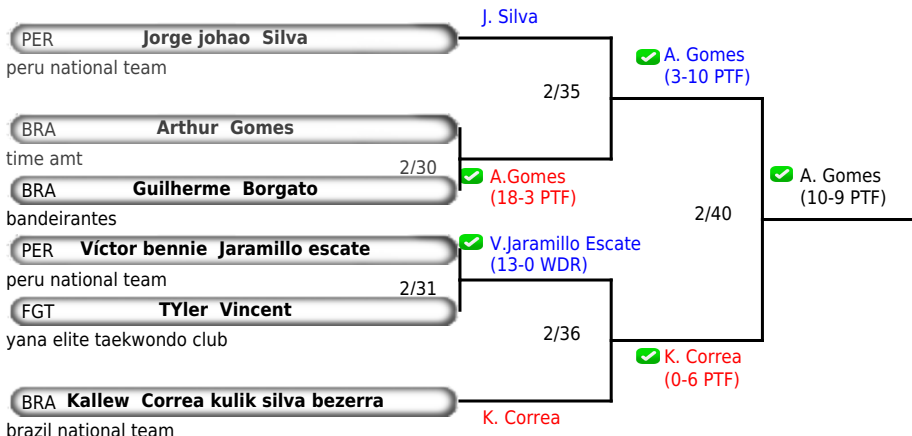 J. Silva
PER Jorge johao Silva
peru national team
A. Gomes
(3-10 PTF)
2/35
BRA Arthur Gomes
time amt
2/30
A.Gomes
(18-3 PTF)
BRA Guilherme Borgato
bandeirantes
A. Gomes
(10-9 PTF)
2/40
PER Víctor bennie Jaramillo escate
peru national team
V.Jaramillo Escate
(13-0 WDR)
2/31
FGT TYler Vincent
yana elite taekwondo club
2/36
K. Correa
(0-6 PTF)
BRA Kallew Correa kulik silva bezerra
brazil national team
K. Correa